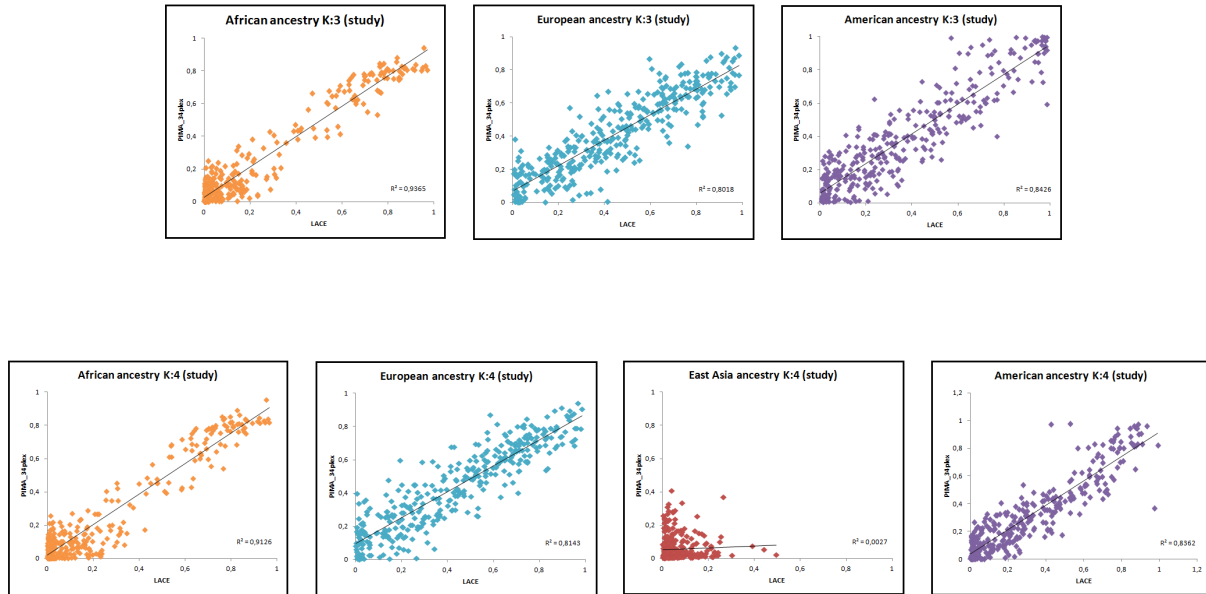 African ancestry K:3 (study)
PIMA_34plex
1
0,8
0,6
0,4
0,2
0
0 0,2 0,4 0,6 0,8 1
LACE
R² = 0,9365
European ancestry K:3 (study)
PIMA_34plex
1
0,8
0,6
0,4
0,2
0
0 0,2 0,4 0,6 0,8 1
LACE
R² = 0,8018
American ancestry K:3 (study)
PIMA_34plex
1
0,8
0,6
0,4
0,2
0
0 0,2 0,4 0,6 0,8 1
LACE
R² = 0,8426
African ancestry K:4 (study)
PIMA_34plex
1
0,8
0,6
0,4
0,2
0
0 0,2 0,4 0,6 0,8 1
LACE
R² = 0,9126
European ancestry K:4 (study)
PIMA_34plex
1
0,8
0,6
0,4
0,2
0
0 0,2 0,4 0,6 0,8 1
LACE
R² = 0,8143
East Asia ancestry K:4 (study)
PIMA_34plex
1
0,8
0,6
0,4
0,2
0
0 0,2 0,4 0,6 0,8 1
LACE
R² = 0,0027
American ancestry K:4 (study)
PIMA_34plex
1,2
1
0,8
0,6
0,4
0,2
0
0 0,2 0,4 0,6 0,8 1 1,2
LACE
R² = 0,8362